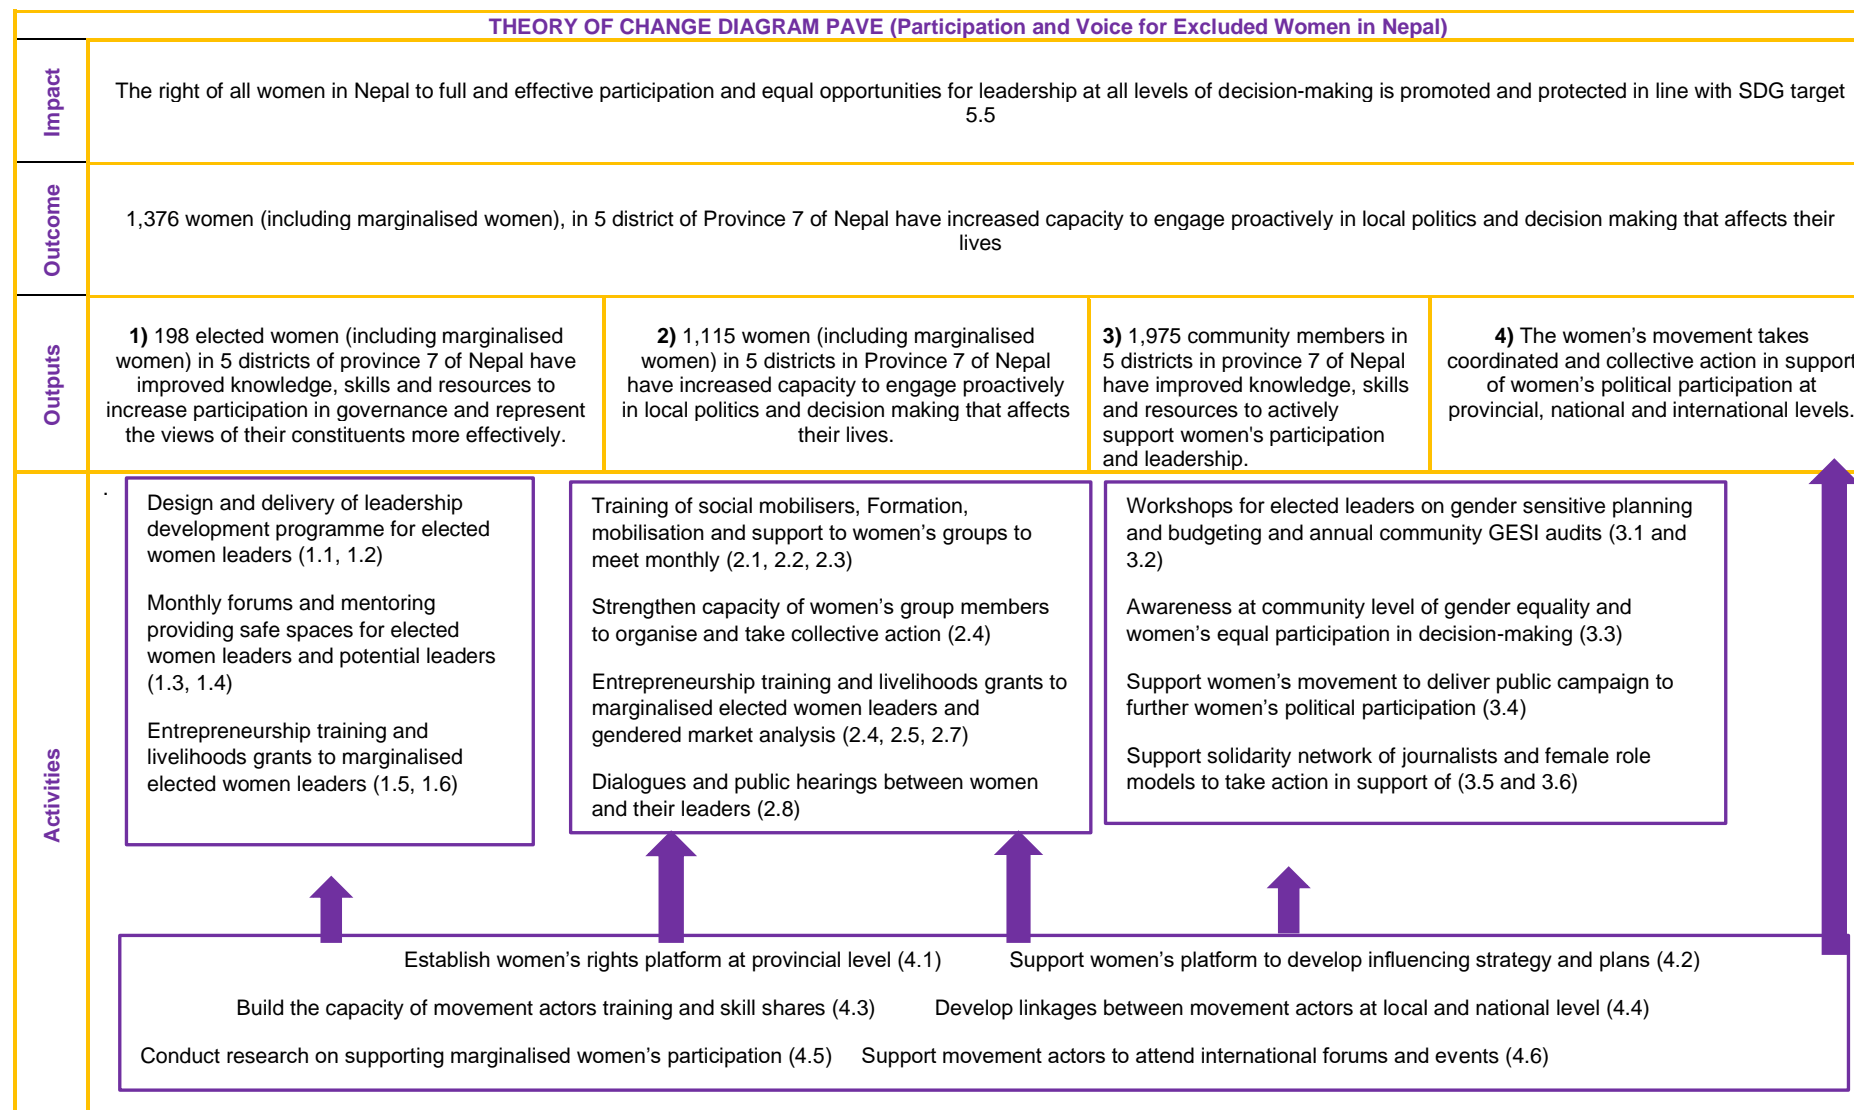 THEORY OF CHANGE DIAGRAM PAVE (Participation and Voice for Excluded Women in Nepal)
Impact
The right of all women in Nepal to full and effective participation and equal opportunities for leadership at all levels of decision-making is promoted and protected in line with SDG target
5.5
Outcome
1,376 women (including marginalised women), in 5 district of Province 7 of Nepal have increased capacity to engage proactively in local politics and decision making that affects their
lives
Outputs
1) 198 elected women (including marginalised
women) in 5 districts of province 7 of Nepal have
improved knowledge, skills and resources to
increase participation in governance and represent
the views of their constituents more effectively.
2) 1,115 women (including marginalised
women) in 5 districts in Province 7 of Nepal
have increased capacity to engage proactively
in local politics and decision making that affects
their lives.
3) 1,975 community members in
5 districts in province 7 of Nepal
have improved knowledge, skills
and resources to actively
support women's participation
and leadership.
4) The women’s movement takes
coordinated and collective action in support
of women’s political participation at
provincial, national and international levels.
Activities
.
Design and delivery of leadership
development programme for elected
women leaders (1.1, 1.2)
Monthly forums and mentoring
providing safe spaces for elected
women leaders and potential leaders
(1.3, 1.4)
Entrepreneurship training and
livelihoods grants to marginalised
elected women leaders (1.5, 1.6)
Training of social mobilisers, Formation,
mobilisation and support to women’s groups to
meet monthly (2.1, 2.2, 2.3)
Strengthen capacity of women’s group members
to organise and take collective action (2.4)
Entrepreneurship training and livelihoods grants to
marginalised elected women leaders and
gendered market analysis (2.4, 2.5, 2.7)
Dialogues and public hearings between women
and their leaders (2.8)
Workshops for elected leaders on gender sensitive planning
and budgeting and annual community GESI audits (3.1 and
3.2)
Awareness at community level of gender equality and
women’s equal participation in decision-making (3.3)
Support women’s movement to deliver public campaign to
further women’s political participation (3.4)
Support solidarity network of journalists and female role
models to take action in support of (3.5 and 3.6)
Establish women’s rights platform at provincial level (4.1) Support women’s platform to develop influencing strategy and plans (4.2)
Build the capacity of movement actors training and skill shares (4.3) Develop linkages between movement actors at local and national level (4.4)
Conduct research on supporting marginalised women’s participation (4.5) Support movement actors to attend international forums and events (4.6)